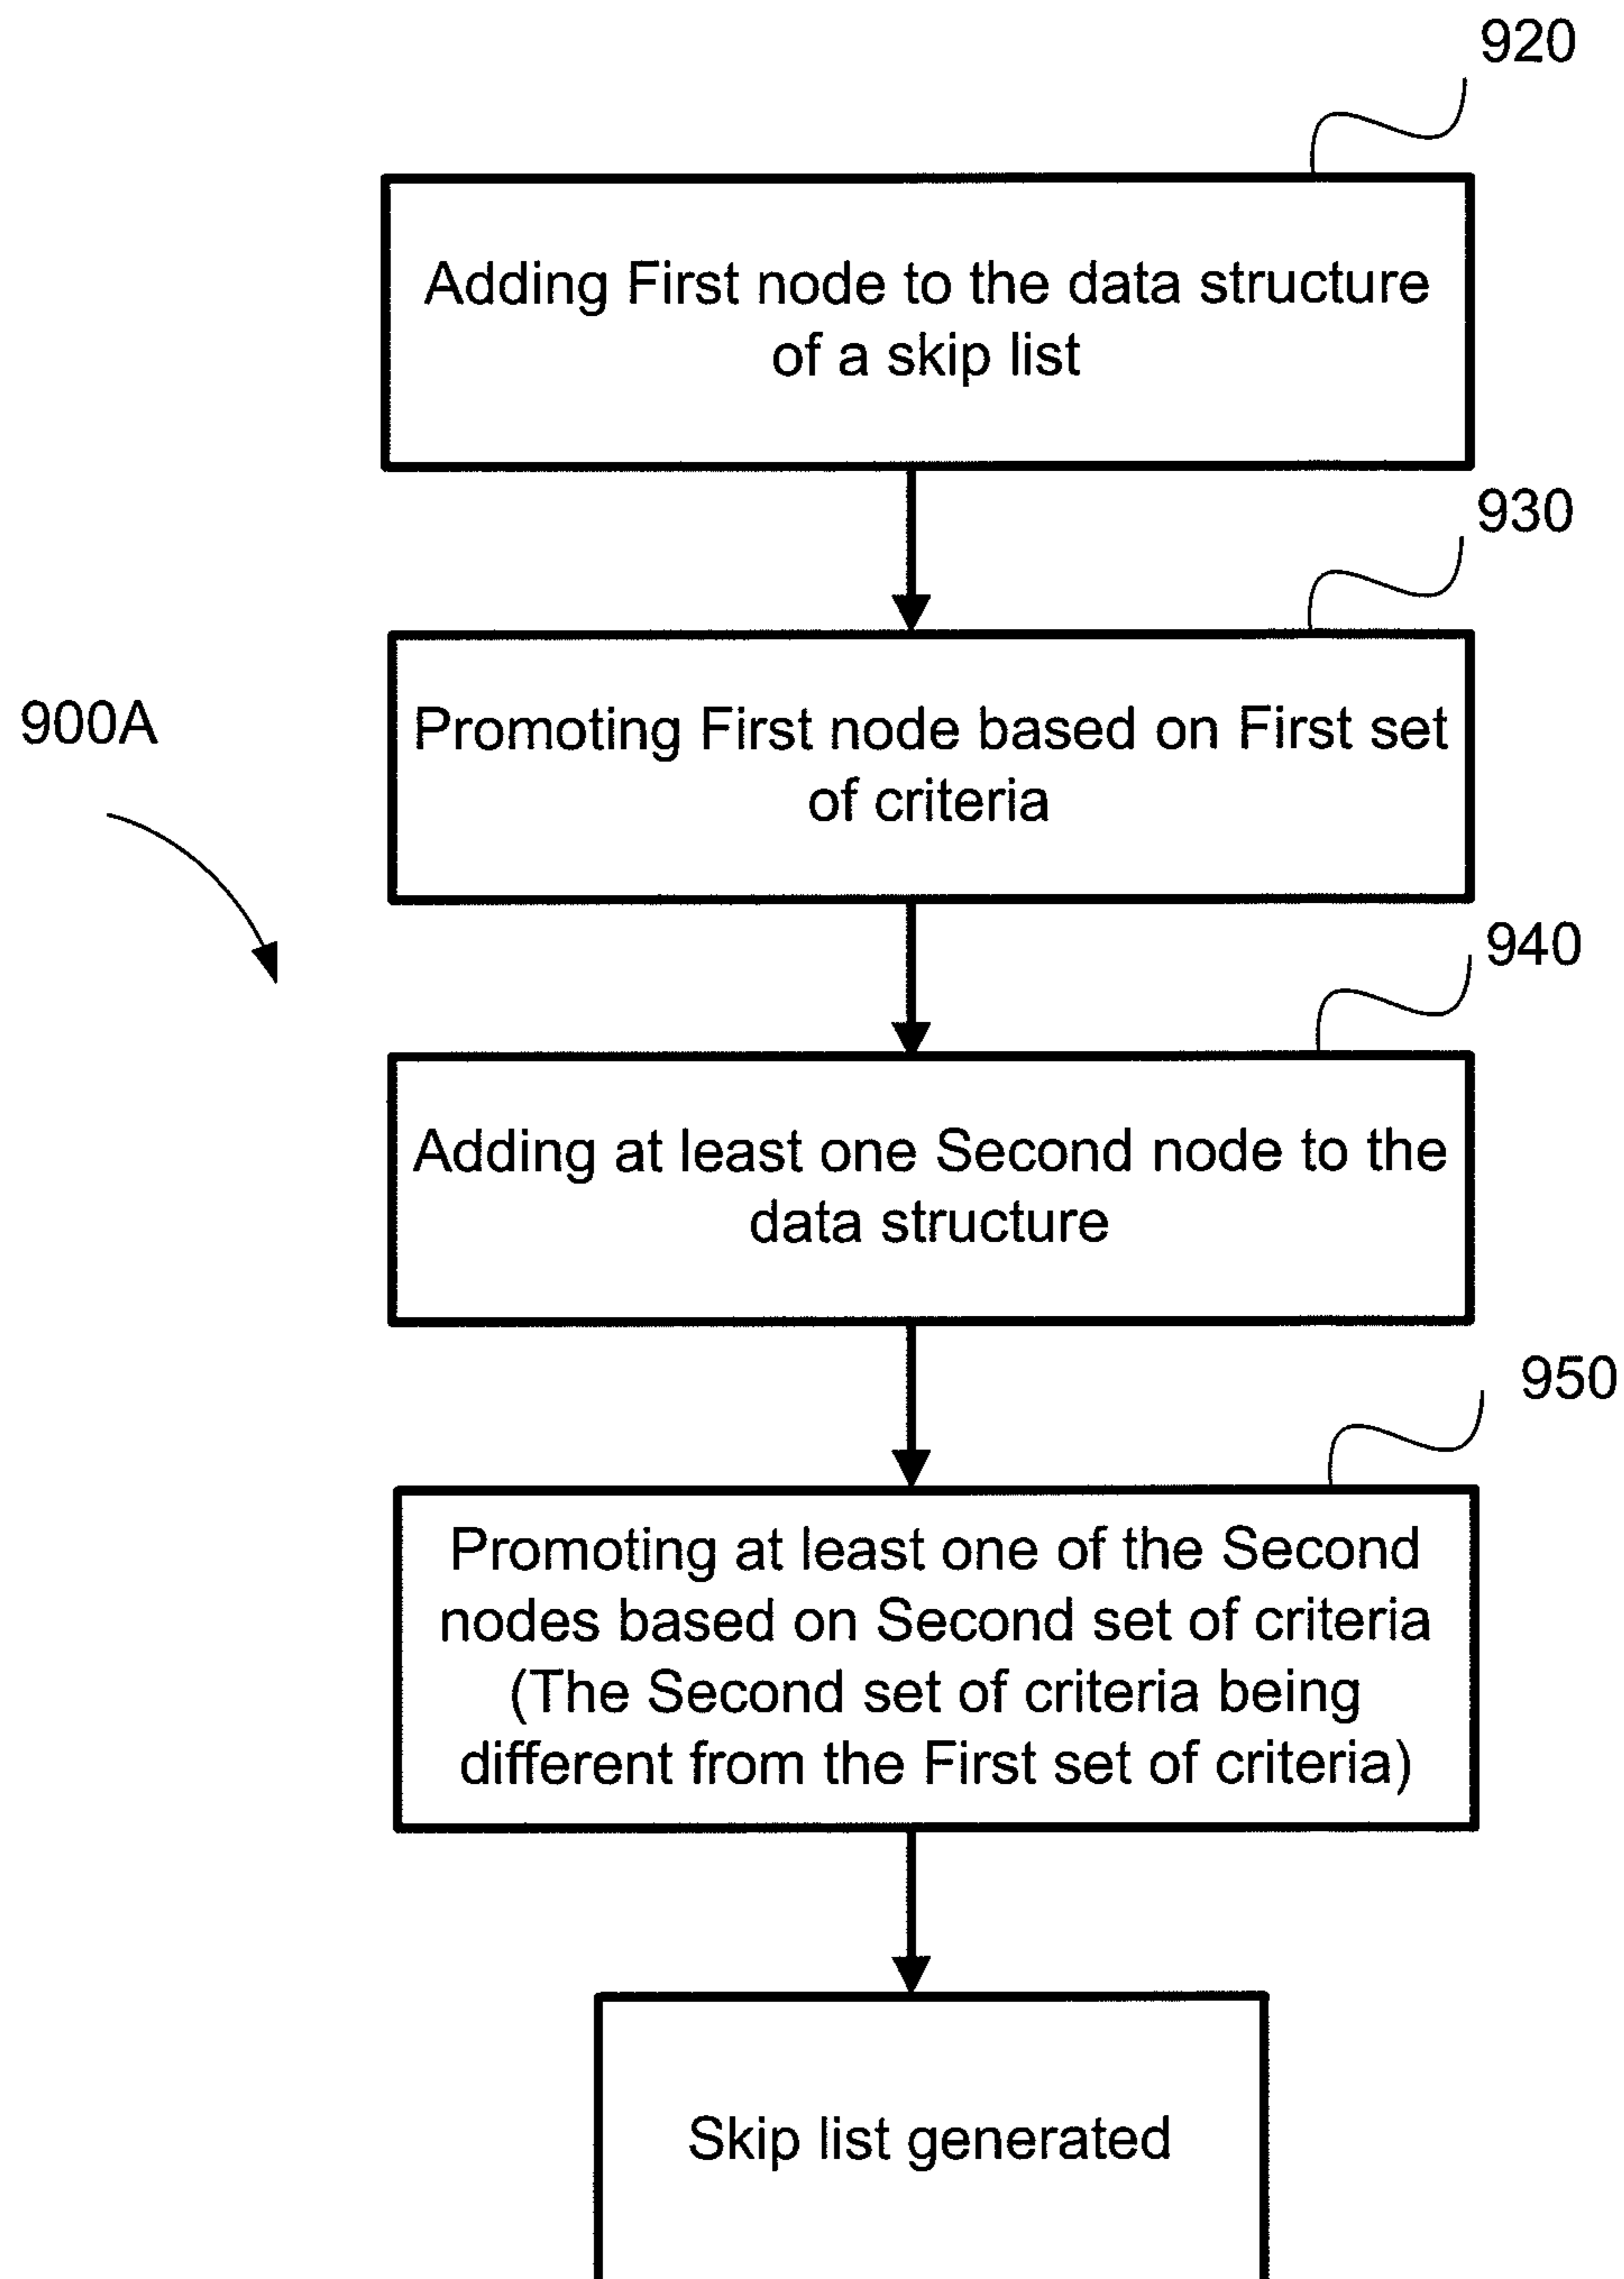 920
Adding First node to the data structure
of a skip list
930
900A
Promoting First node based on First set
of criteria
940
Adding at least one Second node to the
data structure
950
Promoting at least one of the Second
nodes based on Second set of criteria
(The Second set of criteria being
different from the First set of criteria)
Skip list generated